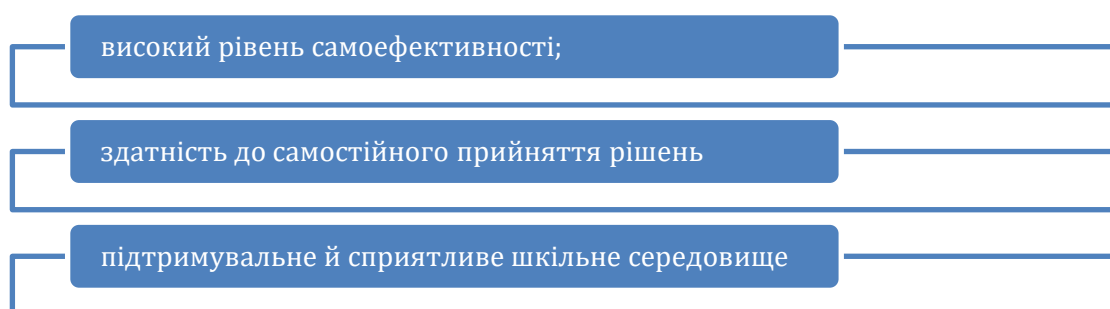 високий рівень самоефективності;
здатність до самостійного прийняття рішень
підтримувальне й сприятливе шкільне середовище